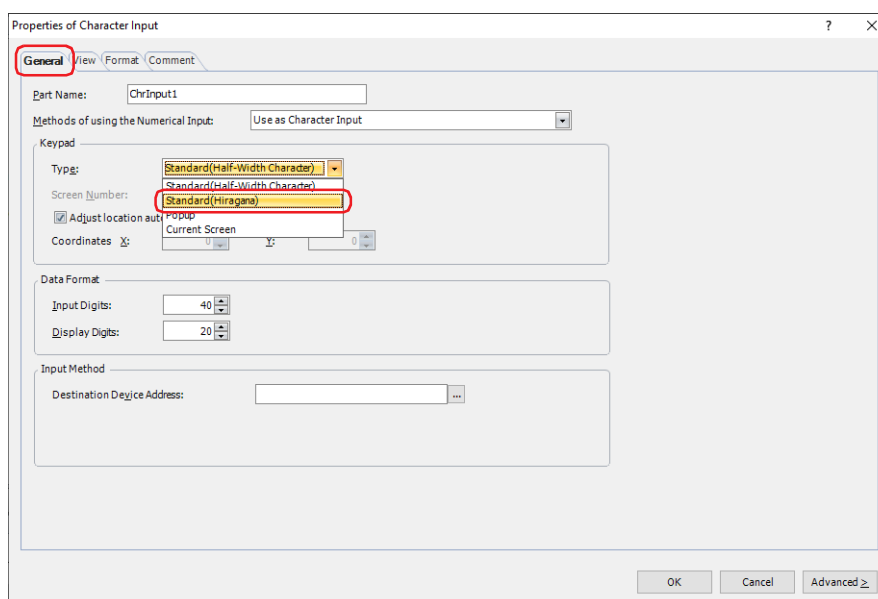 Properties of Character Input ? X
General View Format Comment
Part Name: ChrInput1
Methods of using the Numerical Input: Use as Character Input
Keypad
Type: Standard(Half-Width Character)
Standard(Half-Width Character)
Screen Number: Standard(Hiragana)
Adjust location aut Popup
Current Screen
Coordinates X: 0 Y: 0
Data Format
Input Digits: 40
Display Digits: 20
Input Method
Destination Device Address: ...
OK Cancel Advanced >